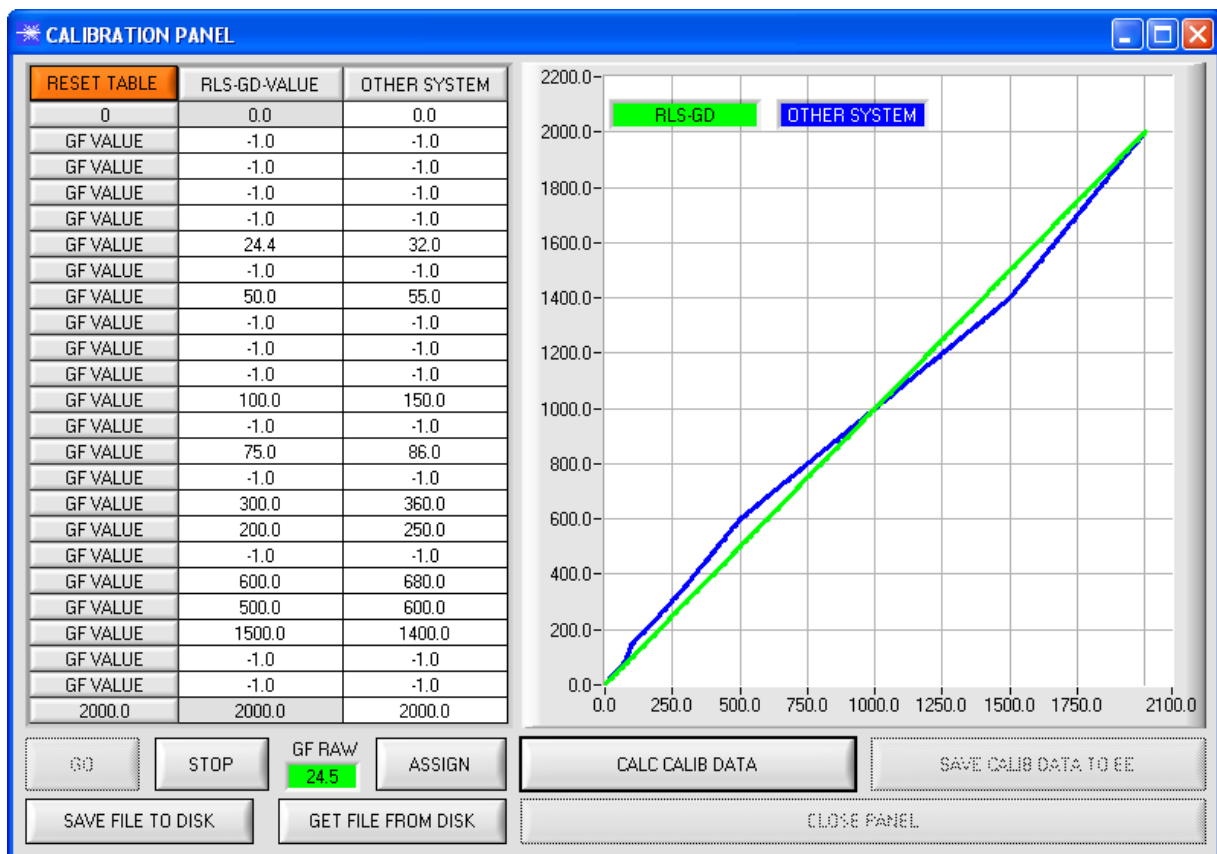 CALIBRATION PANEL
RESET TABLE RLS-GD-VALUE OTHER SYSTEM
0 0.0 0.0
GF VALUE -1.0 -1.0
GF VALUE -1.0 -1.0
GF VALUE -1.0 -1.0
GF VALUE -1.0 -1.0
GF VALUE 24.4 32.0
GF VALUE -1.0 -1.0
GF VALUE 50.0 55.0
GF VALUE -1.0 -1.0
GF VALUE -1.0 -1.0
GF VALUE -1.0 -1.0
GF VALUE 100.0 150.0
GF VALUE -1.0 -1.0
GF VALUE 75.0 86.0
GF VALUE -1.0 -1.0
GF VALUE 300.0 360.0
GF VALUE 200.0 250.0
GF VALUE -1.0 -1.0
GF VALUE 600.0 680.0
GF VALUE 500.0 600.0
GF VALUE 1500.0 1400.0
GF VALUE -1.0 -1.0
GF VALUE -1.0 -1.0
2000.0 2000.0 2000.0
RLS-GD OTHER SYSTEM
2200.0
2000.0
1800.0
1600.0
1400.0
1200.0
1000.0
800.0
600.0
400.0
200.0
0.0
0.0 250.0 500.0 750.0 1000.0 1250.0 1500.0 1750.0 2100.0
GO STOP GF RAW 24.5 ASSIGN CALC CALIB DATA SAVE CALIB DATA TO EE
SAVE FILE TO DISK GET FILE FROM DISK CLOSE PANEL